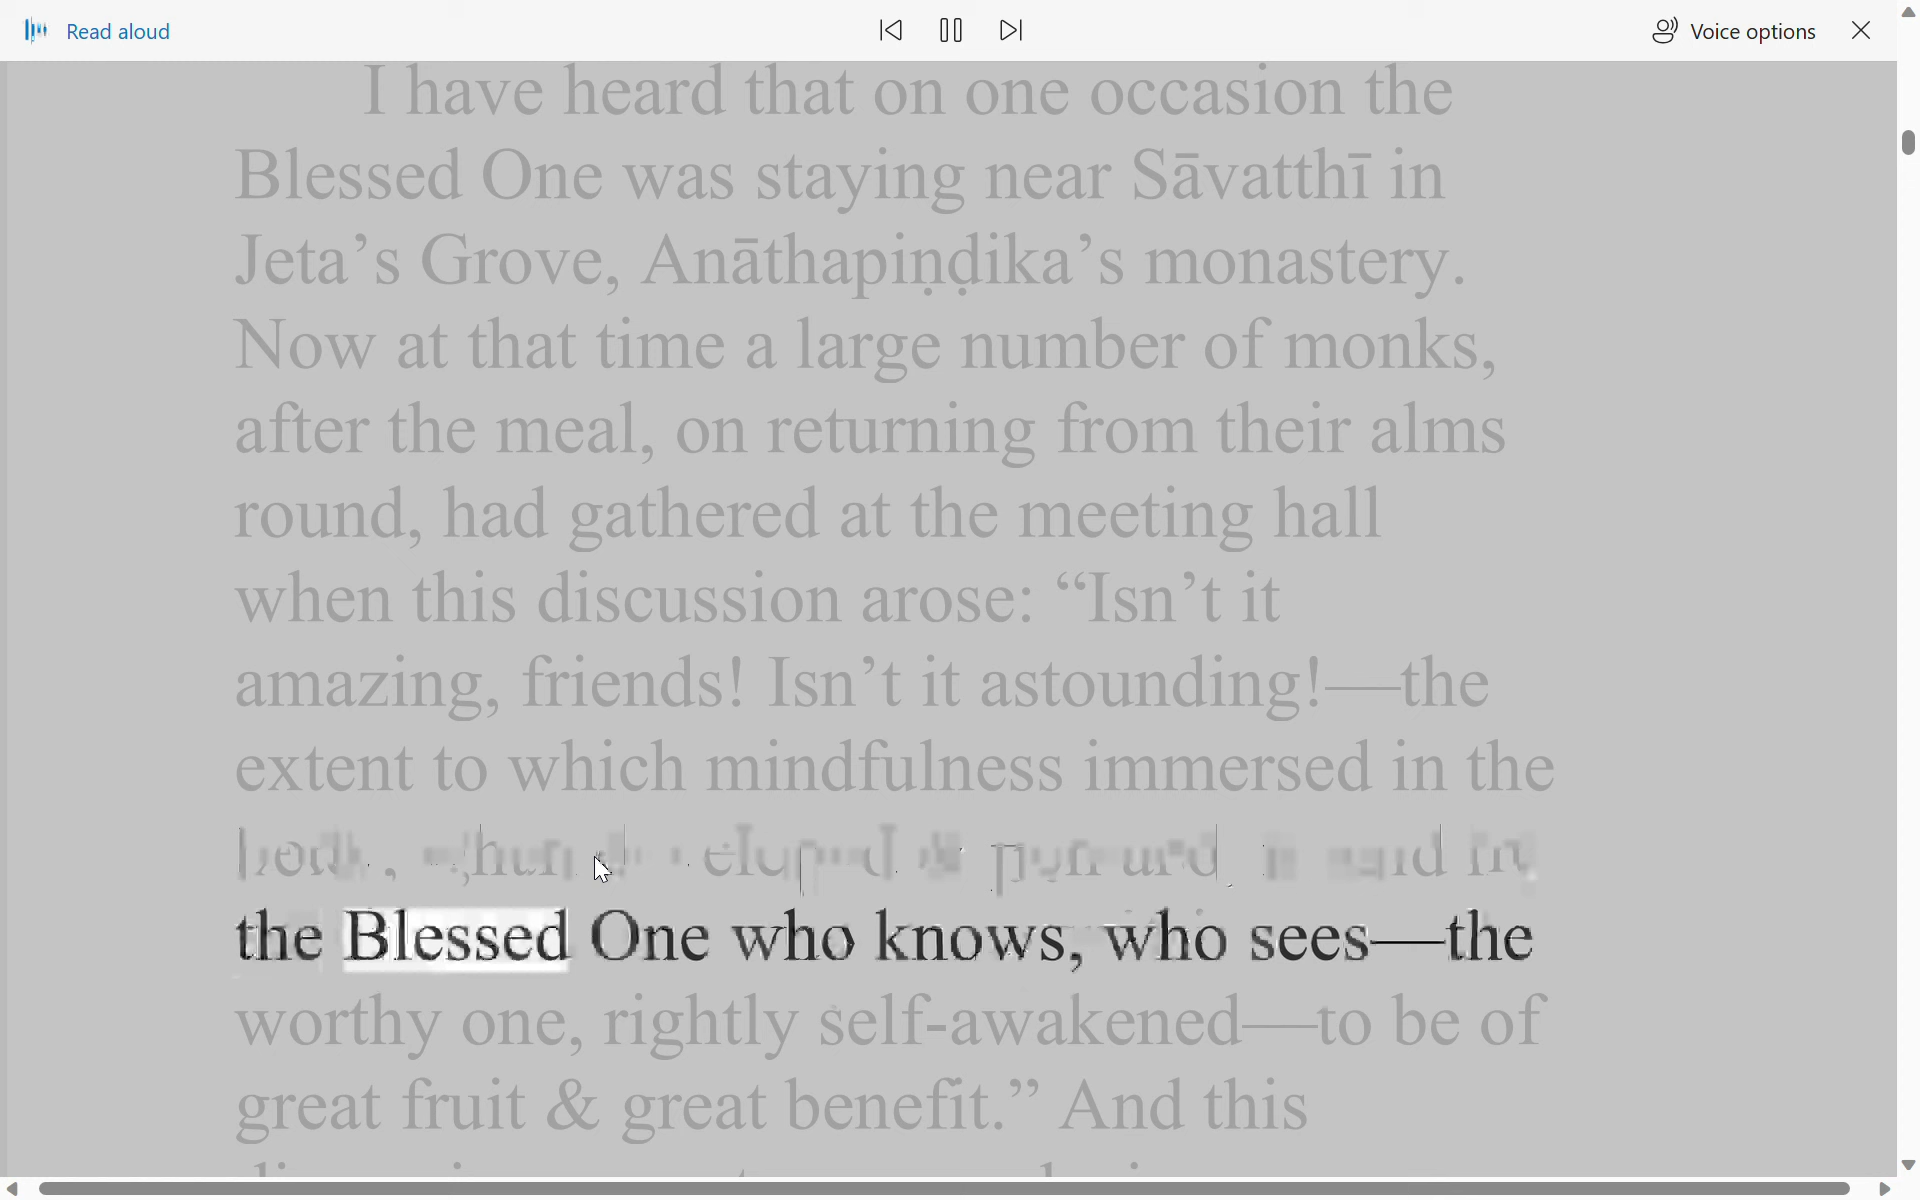 Read aloud
Voice options
I have heard that on one occasion the
Blessed One was staying near Sāvatthī in
Jeta’s Grove, Anāthapiṇḍika’s monastery.
Now at that time a large number of monks,
after the meal, on returning from their alms
round, had gathered at the meeting hall
when this discussion arose: “Isn’t it
amazing, friends! Isn’t it astounding!—the
extent to which mindfulness immersed in the
the Blessed One who knows, who sees—the
worthy one, rightly self-awakened—to be of
great fruit & great benefit.” And this